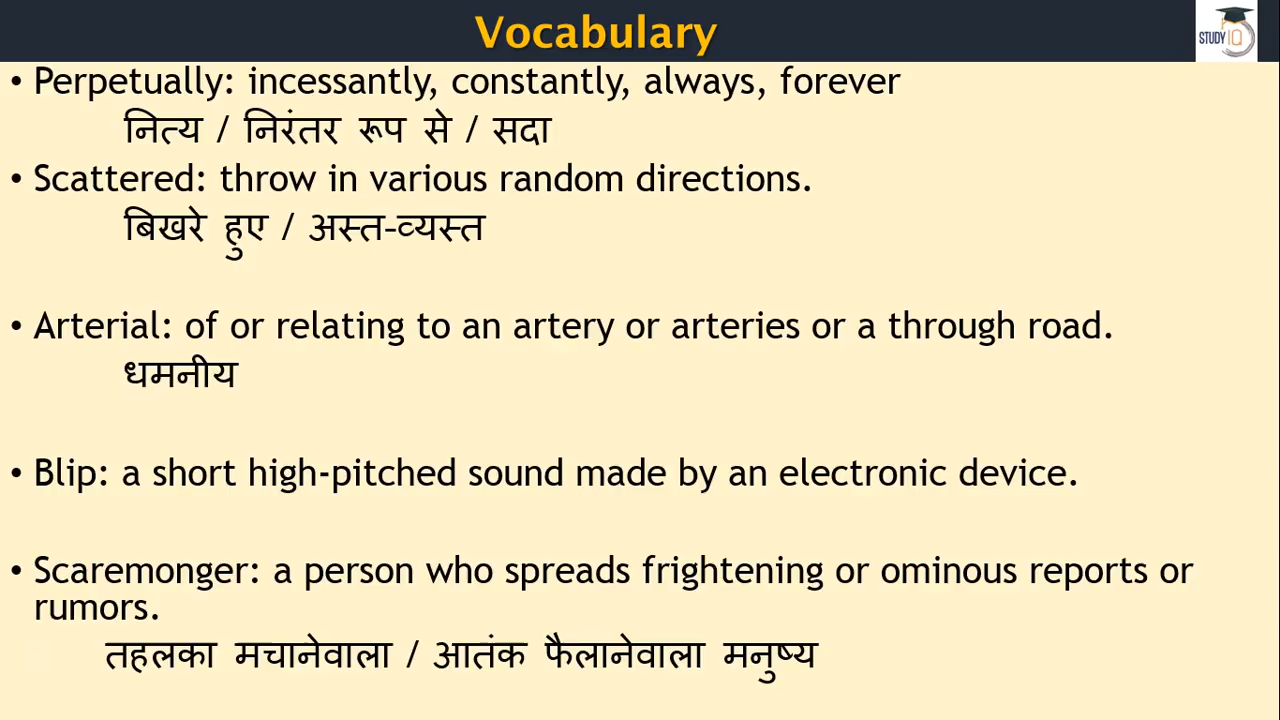 Vocabulary
STUDY IQ
• Perpetually: incessantly, constantly, always, forever
नित्य / निरंतर रूप से / सदा
• Scattered: throw in various random directions.
बिखरे हुए / अस्त-व्यस्त
• Arterial: of or relating to an artery or arteries or a through road.
धमनीय
• Blip: a short high-pitched sound made by an electronic device.
• Scaremonger: a person who spreads frightening or ominous reports or
rumors.
तहलका मचानेवाला / आतंक फैलानेवाला मनुष्य